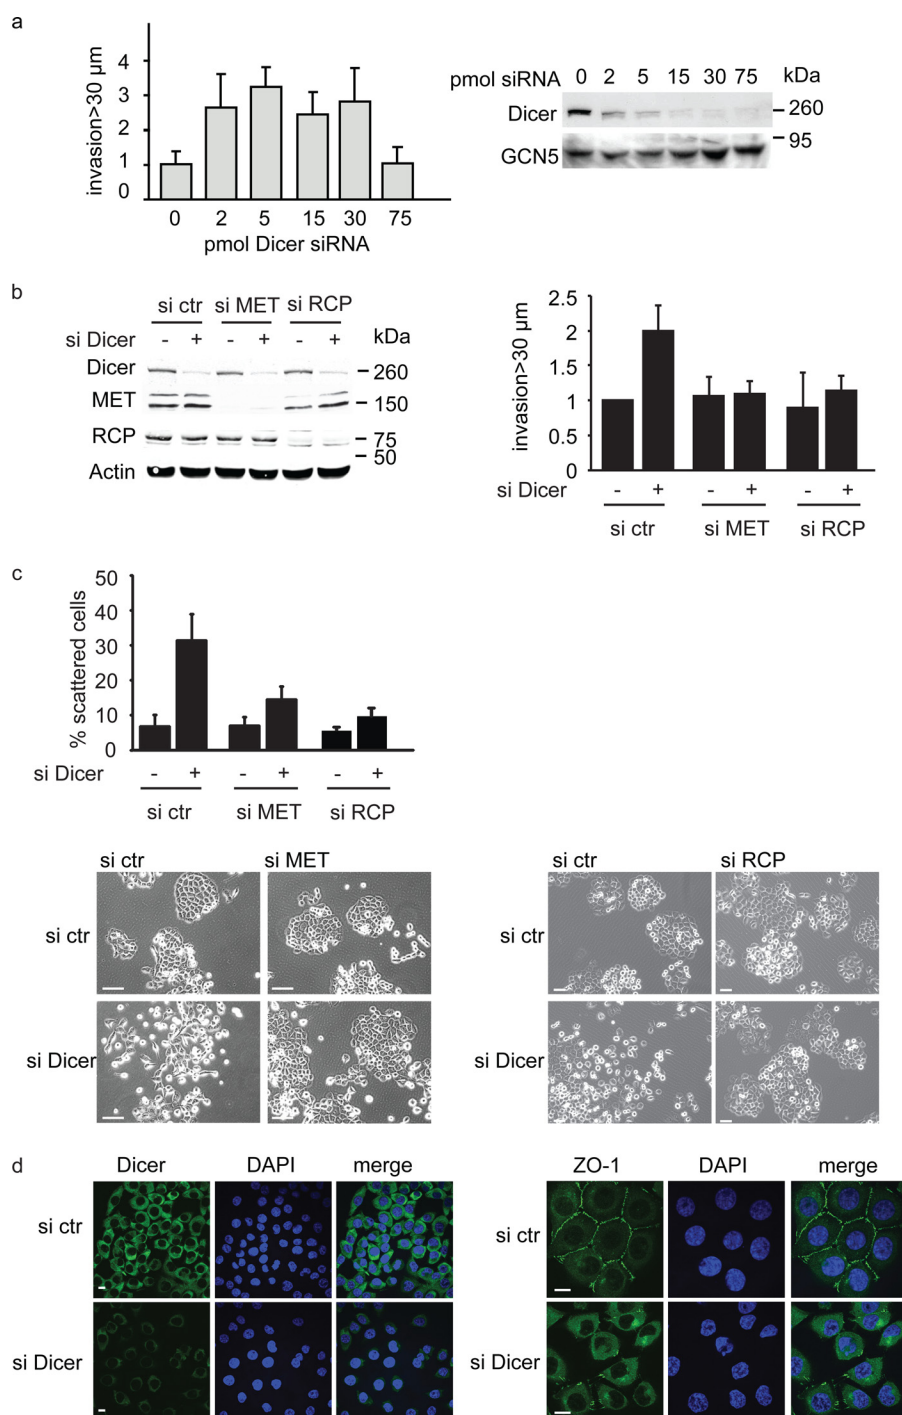 a
invasion>30 µm
4
3
2
1
0
0 2 5 15 30 75
pmol Dicer siRNA
pmol siRNA 0 2 5 15 30 75 kDa
Dicer 260
95
GCN5
b
si ctr si MET si RCP
si Dicer - + - + - + kDa
Dicer 260
MET 150
RCP 75
50
Actin
invasion>30 µm
2.5
2
1.5
1
0.5
0
si Dicer - + - + - +
si ctr si MET si RCP
c
% scattered cells
50
40
30
20
10
0
si Dicer - + - + - +
si ctr si MET si RCP
si ctr si MET
si ctr
si Dicer
si ctr si RCP
si ctr
si Dicer
d
Dicer DAPI merge
si ctr
si Dicer
ZO-1 DAPI merge
si ctr
si Dicer